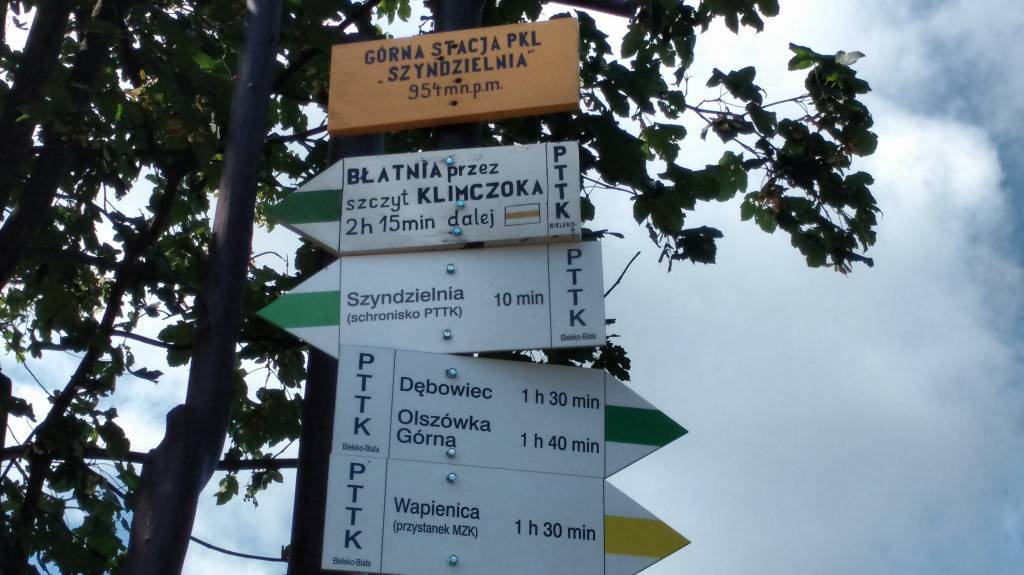 GÓRNA STACJA PKL
"SZYNDZIELNIA"
954 m n.p.m.
BŁATNIA przez
szczyt KLIMCZOKA
2h 15min dalej
PTTK
BIELSKO-B
Szyndzielnia 10 min
(schronisko PTTK)
PTTK
Bielsko-Biała
PTTK
Bielsko-Biała
Dębowiec 1 h 30 min
Olszówka
Górna 1 h 40 min
PTTK
Bielsko-Biała
Wapienica
(przystanek MZK) 1 h 30 min